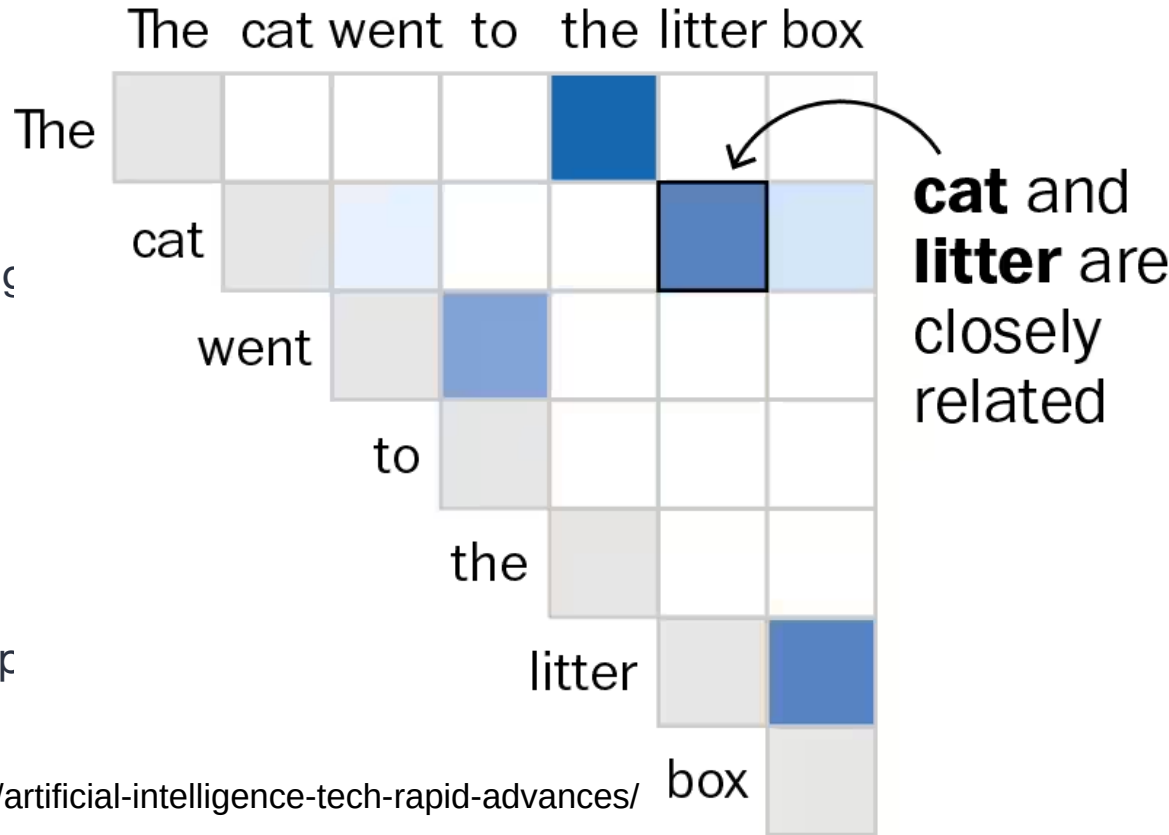 The cat went to the litter box
The
cat
cat and
litter are
closely
related
went
to
the
litter
box
/artificial-intelligence-tech-rapid-advances/